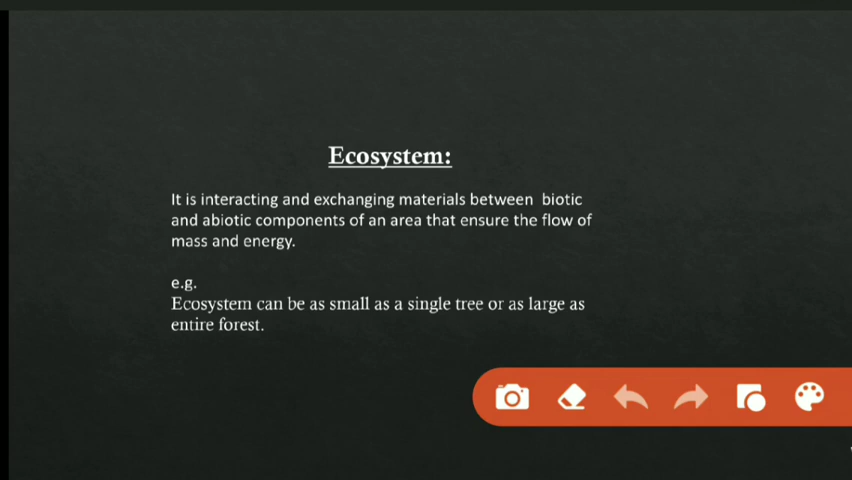 Ecosystem:
It is interacting and exchanging materials between biotic
and abiotic components of an area that ensure the flow of
mass and energy.
e.g.
Ecosystem can be as small as a single tree or as large as
entire forest.